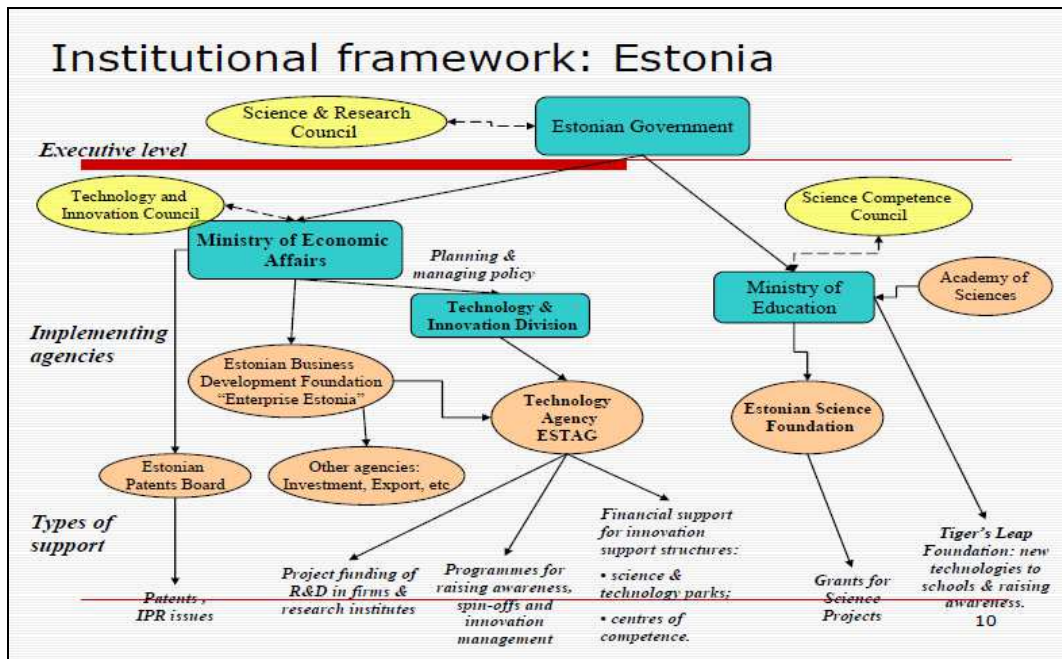 Institutional framework: Estonia
Science & Research
Council
Estonian Government
Executive level
Technology and
Innovation Council
Science Competence
Council
Ministry of Economic
Affairs
Planning &
managing policy
Ministry of
Education
Academy of
Sciences
Technology &
Innovation Division
Implementing
agencies
Estonian Business
Development Foundation
“Enterprise Estonia”
Technology
Agency
ESTAG
Estonian Science
Foundation
Estonian
Patents Board
Other agencies:
Investment, Export, etc
Types of
support
Patents ,
IPR issues
Project funding of
R&D in firms &
research institutes
Programmes for
raising awareness,
spin-offs and
innovation
management
Financial support
for innovation
support structures:
• science &
technology parks;
• centres of
competence.
Grants for
Science
Projects
Tiger’s Leap
Foundation: new
technologies to
schools & raising
awareness.
10